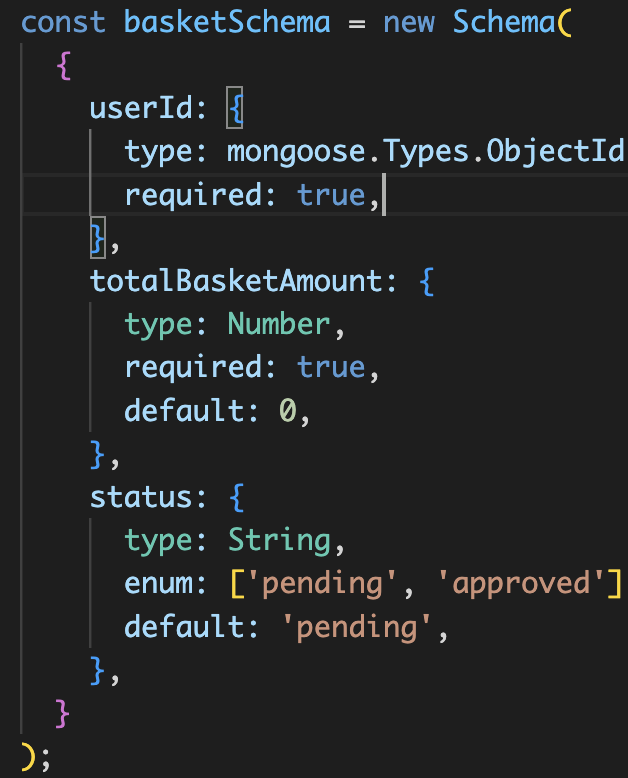 const basketSchema = new Schema(
{
userId: {
type: mongoose.Types.ObjectId
required: true,
},
totalBasketAmount: {
type: Number,
required: true,
default: 0,
},
status: {
type: String,
enum: ['pending', 'approved']
default: 'pending',
},
}
);